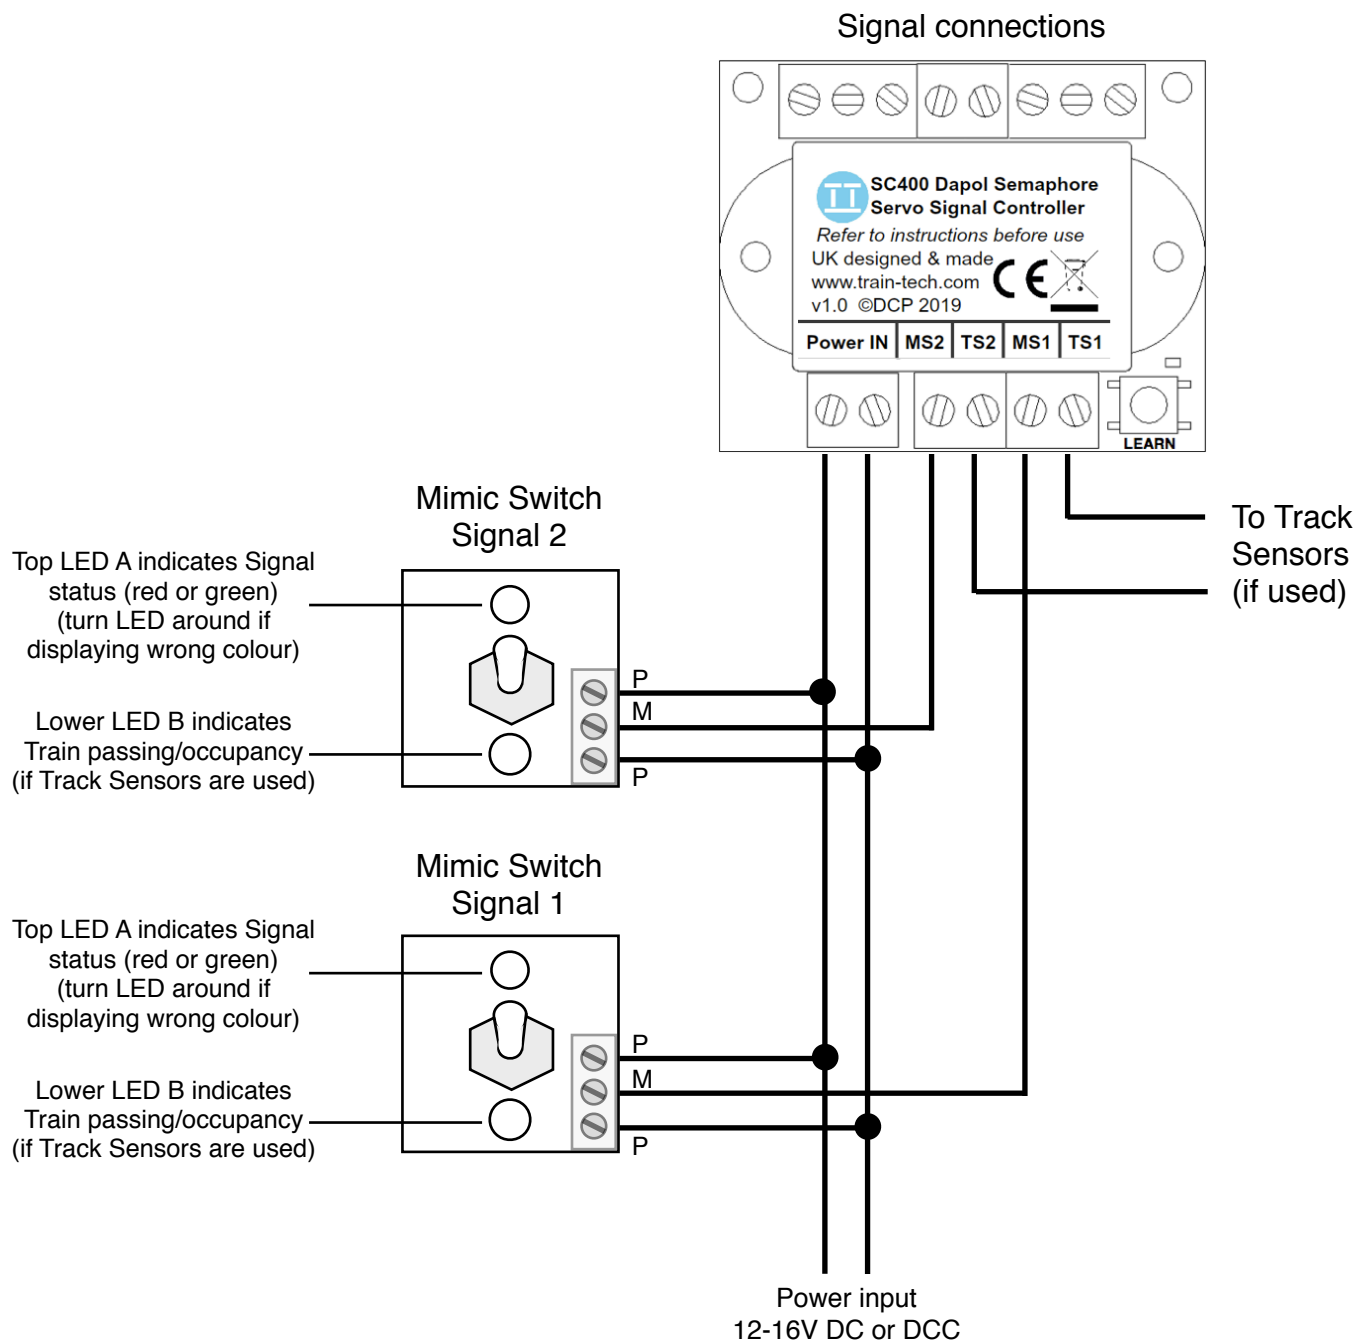 Signal connections
SC400 Dapol Semaphore
Servo Signal Controller
Refer to instructions before use
UK designed & made
www.train-tech.com
v1.0 ©DCP 2019
CE
Power IN MS2 TS2 MS1 TS1
LEARN
To Track
Sensors
(if used)
Mimic Switch
Signal 2
Top LED A indicates Signal
status (red or green)
(turn LED around if
displaying wrong colour)
Lower LED B indicates
Train passing/occupancy
(if Track Sensors are used)
P
M
P
Mimic Switch
Signal 1
Top LED A indicates Signal
status (red or green)
(turn LED around if
displaying wrong colour)
Lower LED B indicates
Train passing/occupancy
(if Track Sensors are used)
P
M
P
Power input
12-16V DC or DCC